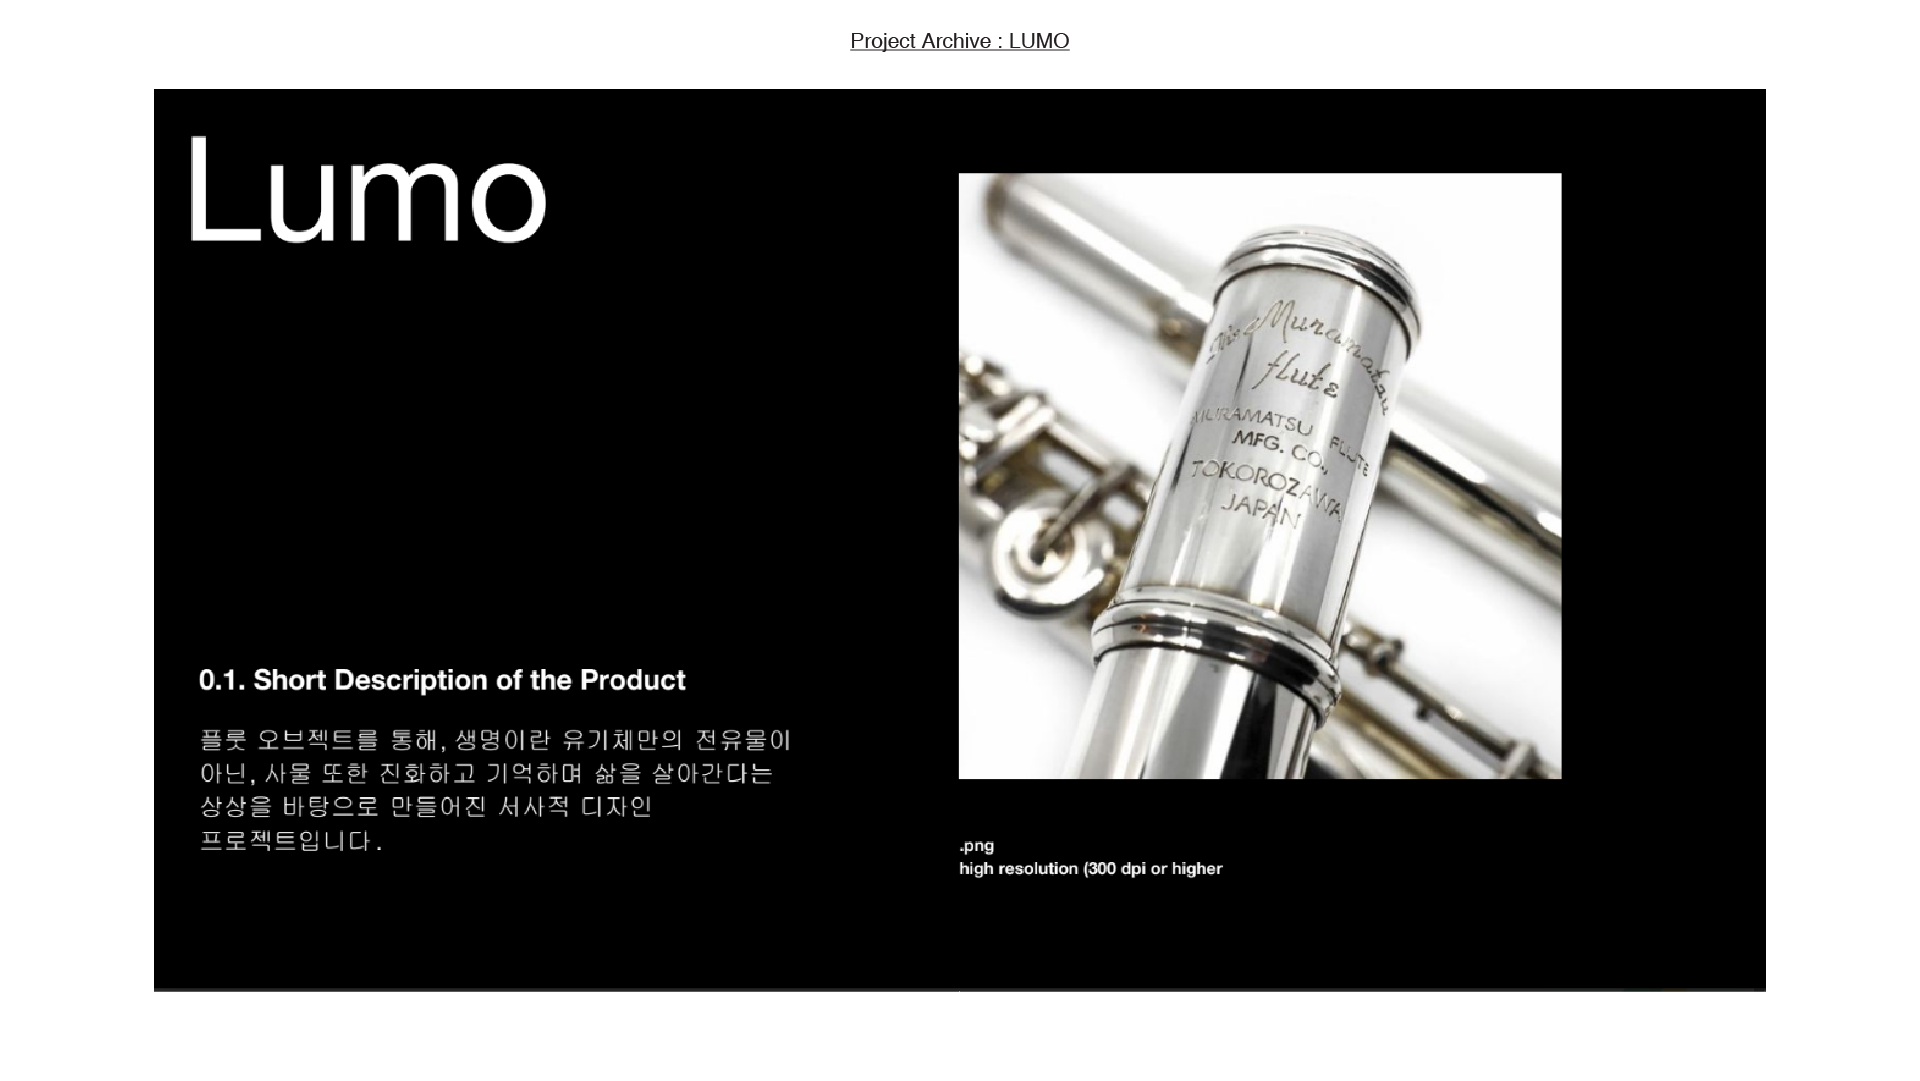 Project Archive : LUMO
Lumo
0.1. Short Description of the Product
플룻 오브젝트를 통해, 생명이란 유기체만의 전유물이
아닌, 사물 또한 진화하고 기억하며 삶을 살아간다는
상상을 바탕으로 만들어진 서사적 디자인
프로젝트입니다.
The Muramatsu
flute
MURAMATSU FLUTE
MFG. CO.,
TOKOROZAWA
JAPAN
.png
high resolution (300 dpi or higher